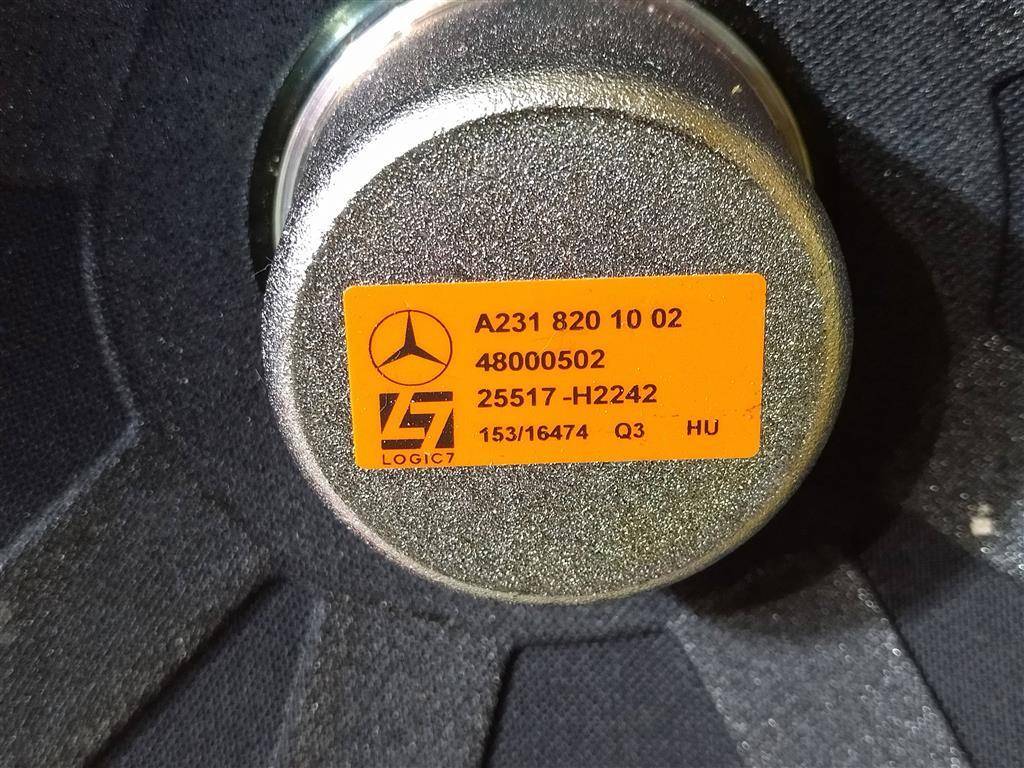 A231 820 10 02
48000502
25517-H2242
153/16474 Q3 HU
LOGIC7